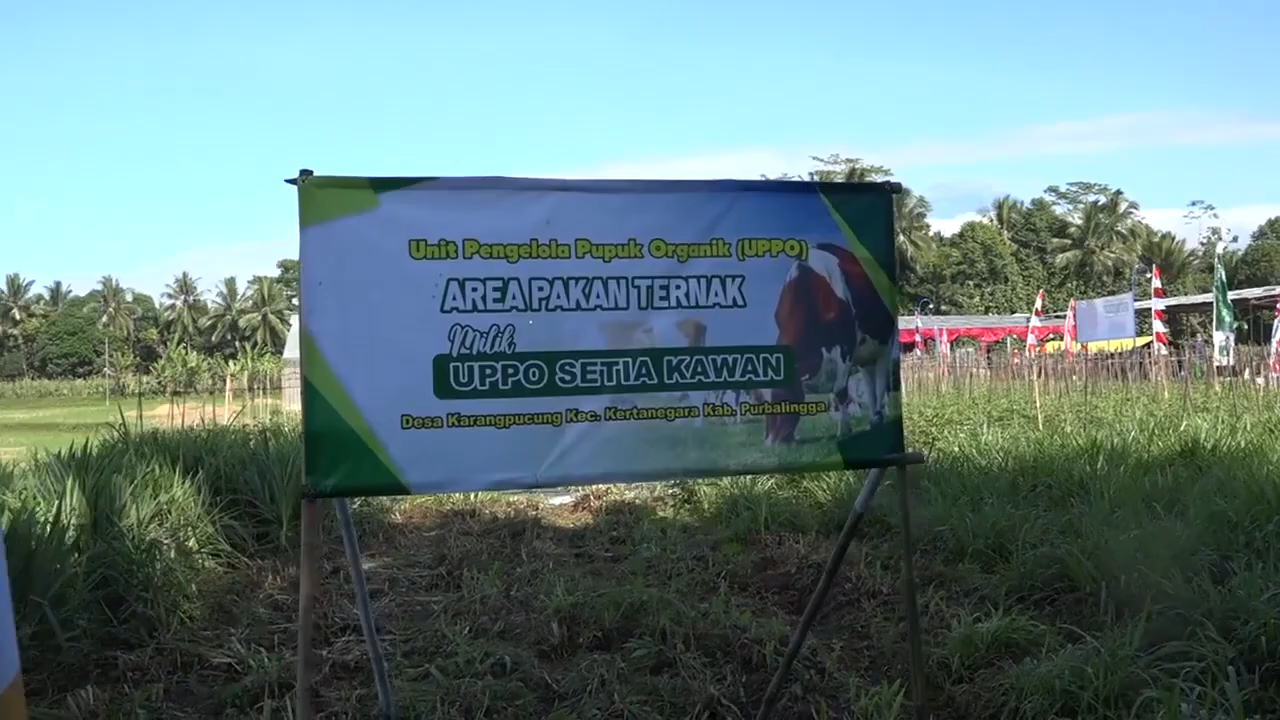 Unit Pengelola Pupuk Organik (UPPO)
AREA PAKAN TERNAK
Milik
UPPO SETIA KAWAN
Desa Karangpucung Kec. Kertanegara Kab. Purbalingga